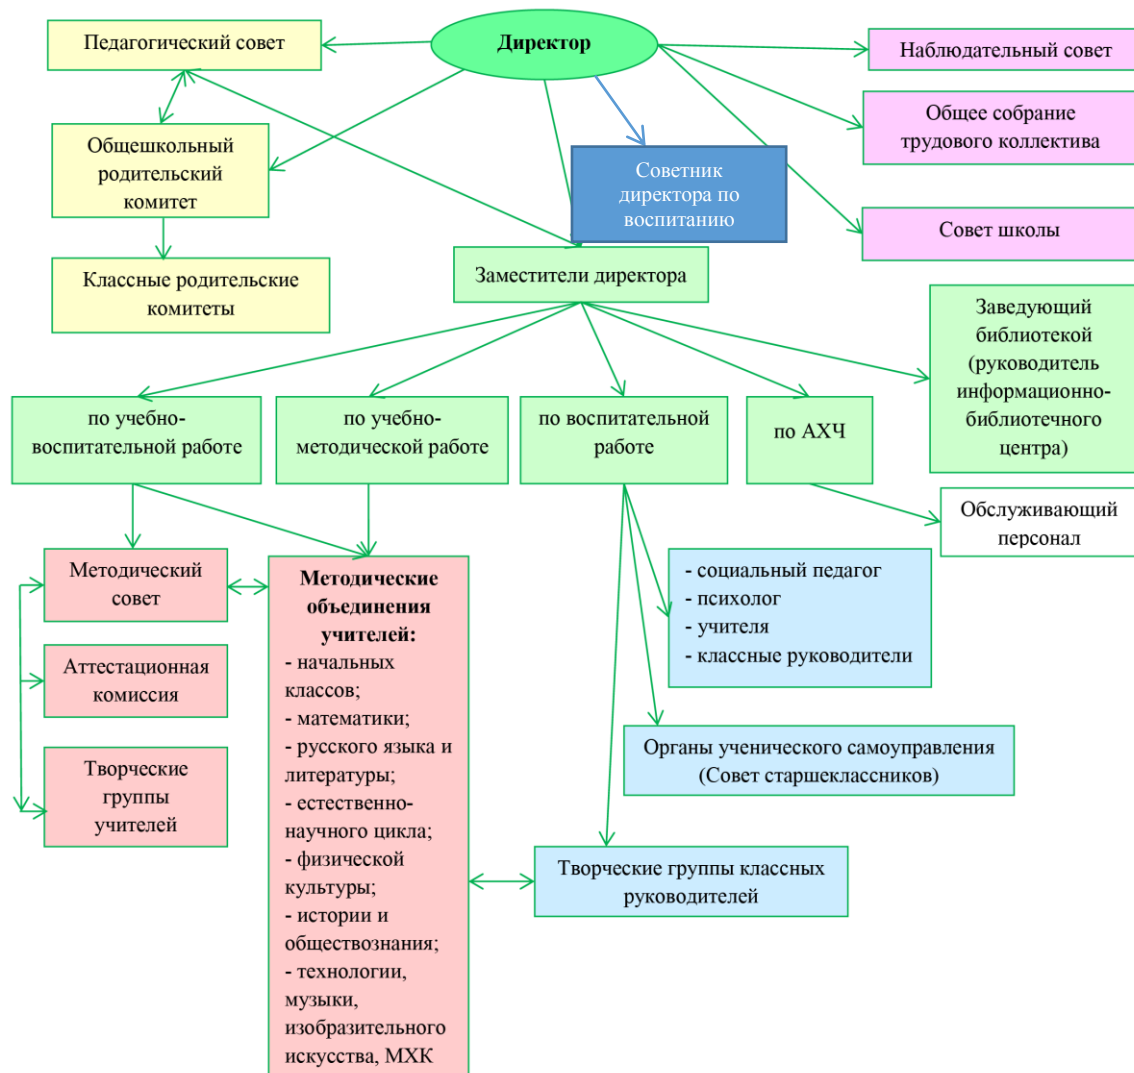 Директор
Педагогический совет
Наблюдательный совет
Общее собрание
трудового коллектива
Общешкольный
родительский
комитет
Советник
директора по
воспитанию
Совет школы
Классные родительские
комитеты
Заместители директора
Заведующий
библиотекой
(руководитель
информационно-
библиотечного
центра)
по учебно-
воспитательной работе
по учебно-
методической работе
по воспитательной
работе
по АХЧ
Обслуживающий
персонал
Методический
совет
Аттестационная
комиссия
Творческие
группы
учителей
Методические
объединения
учителей:
- начальных
классов;
- математики;
- русского языка и
литературы;
- естественно-
научного цикла;
- физической
культуры;
- истории и
обществознания;
- технологии,
музыки,
изобразительного
искусства, МХК
- социальный педагог
- психолог
- учителя
- классные руководители
Органы ученического самоуправления
(Совет старшеклассников)
Творческие группы классных
руководителей